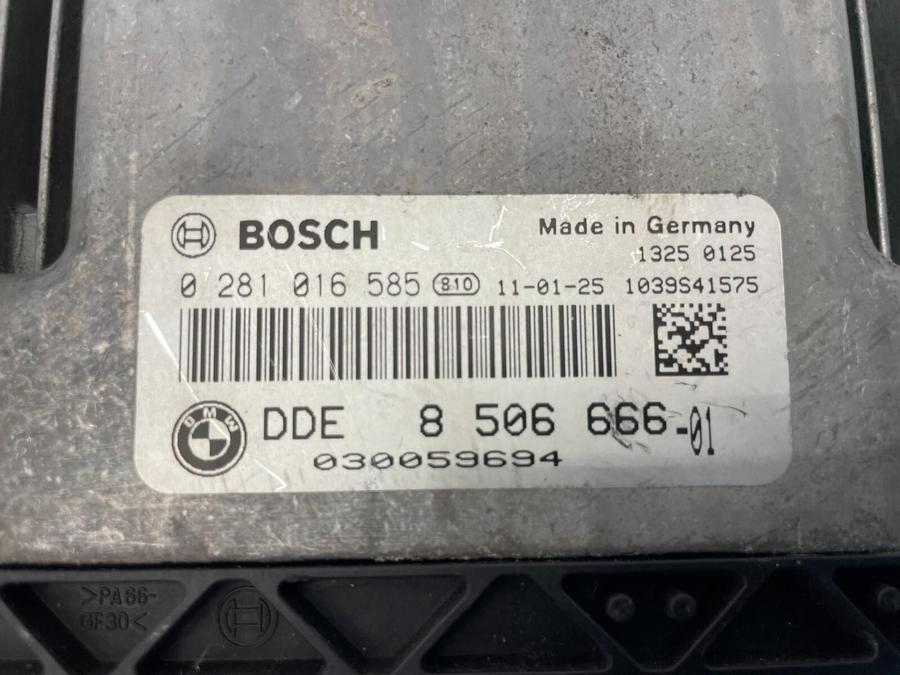 BOSCH Made in Germany
1325 0125
0 281 016 585 810 11-01-25 1039S41575
BMW
DDE 8 506 666-01
030059694
>PA66-
GF30<